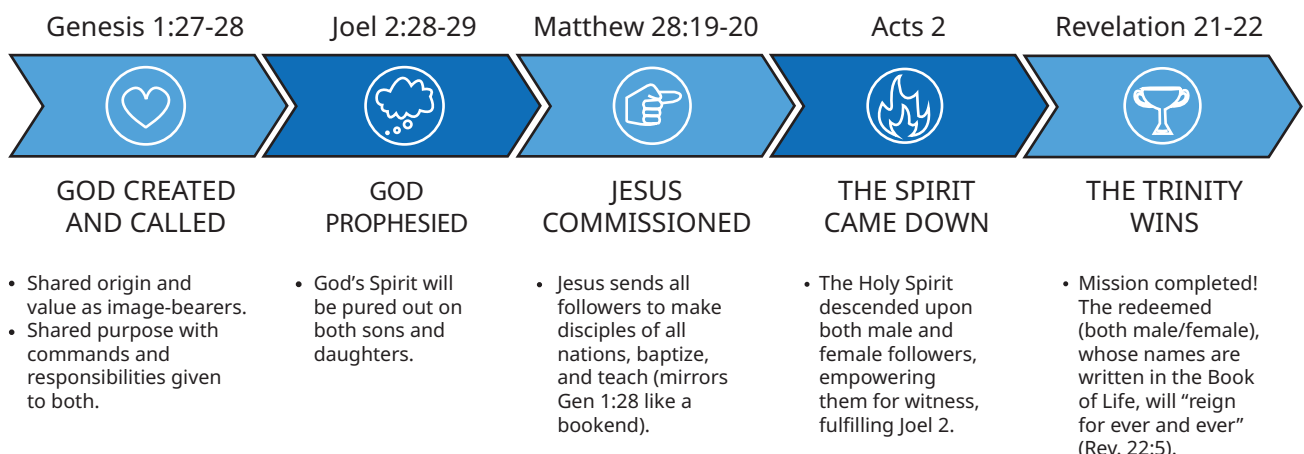 Genesis 1:27-28
GOD CREATED
AND CALLED
• Shared origin and
value as image-bearers.
• Shared purpose with
commands and
responsibilities given
to both.
Joel 2:28-29
GOD
PROPHESIED
• God’s Spirit will
be pured out on
both sons and
daughters.
Matthew 28:19-20
JESUS
COMMISSIONED
• Jesus sends all
followers to make
disciples of all
nations, baptize,
and teach (mirrors
Gen 1:28 like a
bookend).
Acts 2
THE SPIRIT
CAME DOWN
• The Holy Spirit
descended upon
both male and
female followers,
empowering
them for witness,
fulfilling Joel 2.
Revelation 21-22
THE TRINITY
WINS
• Mission completed!
The redeemed
(both male/female),
whose names are
written in the Book
of Life, will “reign
for ever and ever”
(Rev. 22:5).